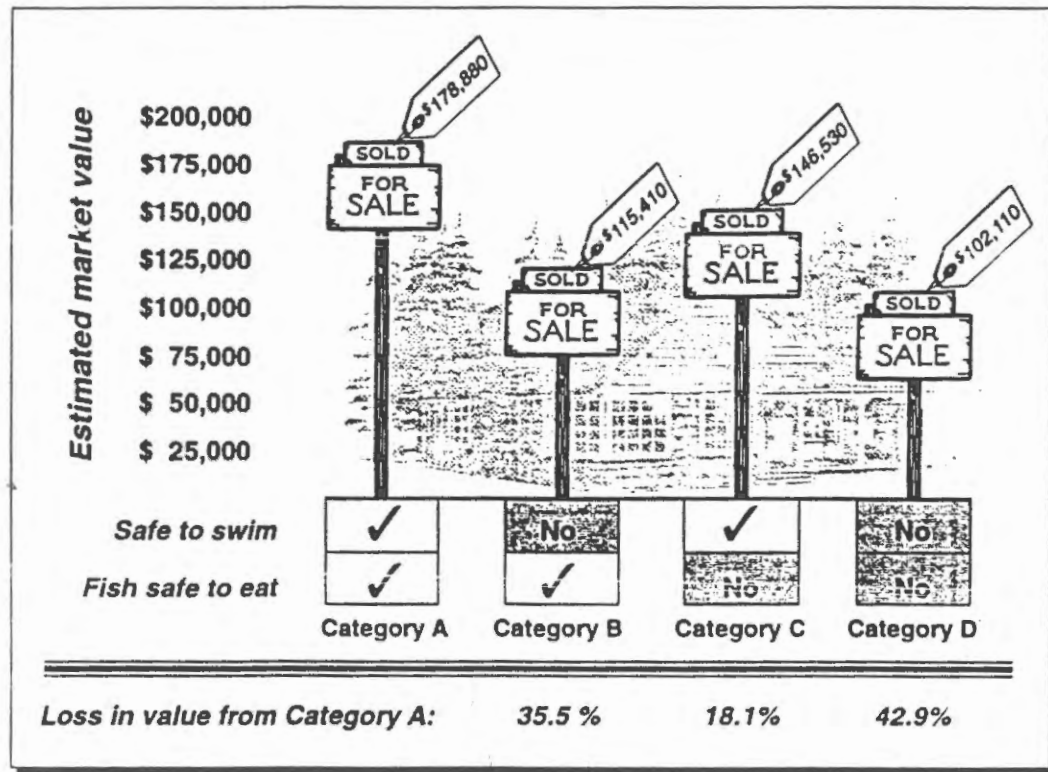 Estimated market value
$200,000
$175,000
$150,000
$125,000
$100,000
$ 75,000
$ 50,000
$ 25,000
$178,880
SOLD
FOR
SALE
$115,410
SOLD
FOR
SALE
$146,530
SOLD
FOR
SALE
$102,110
SOLD
FOR
SALE
Safe to swim ✓ No ✓ No
Fish safe to eat ✓ ✓ No No
Category A Category B Category C Category D
Loss in value from Category A: 35.5 % 18.1% 42.9%